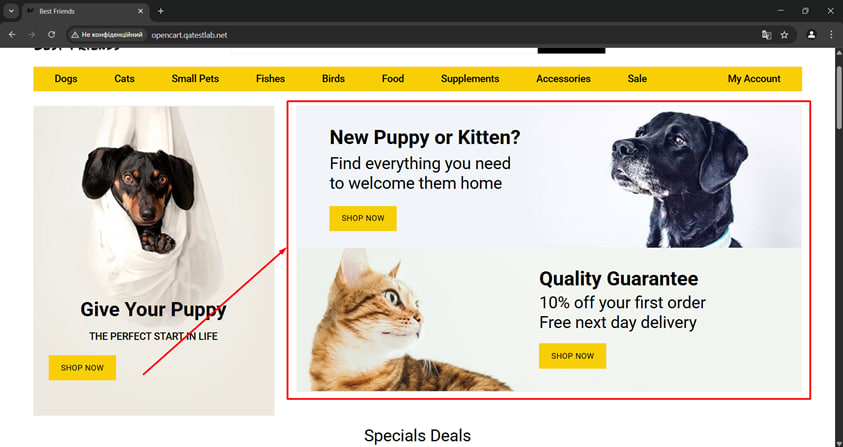 Best Friends
Не конфіденційний
opencart.qatestlab.net
Dogs
Cats
Small Pets
Fishes
Birds
Food
Supplements
Accessories
Sale
My Account
Give Your Puppy
THE PERFECT START IN LIFE
SHOP NOW
New Puppy or Kitten?
Find everything you need
to welcome them home
SHOP NOW
Quality Guarantee
10% off your first order
Free next day delivery
SHOP NOW
Specials Deals